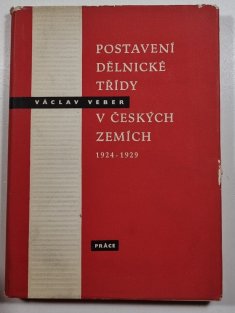 POSTAVENÍ
DĚLNICKÉ
TŘÍDY
VÁCLAV VEBER
V ČESKÝCH
ZEMÍCH
1924-1929
PRÁCE